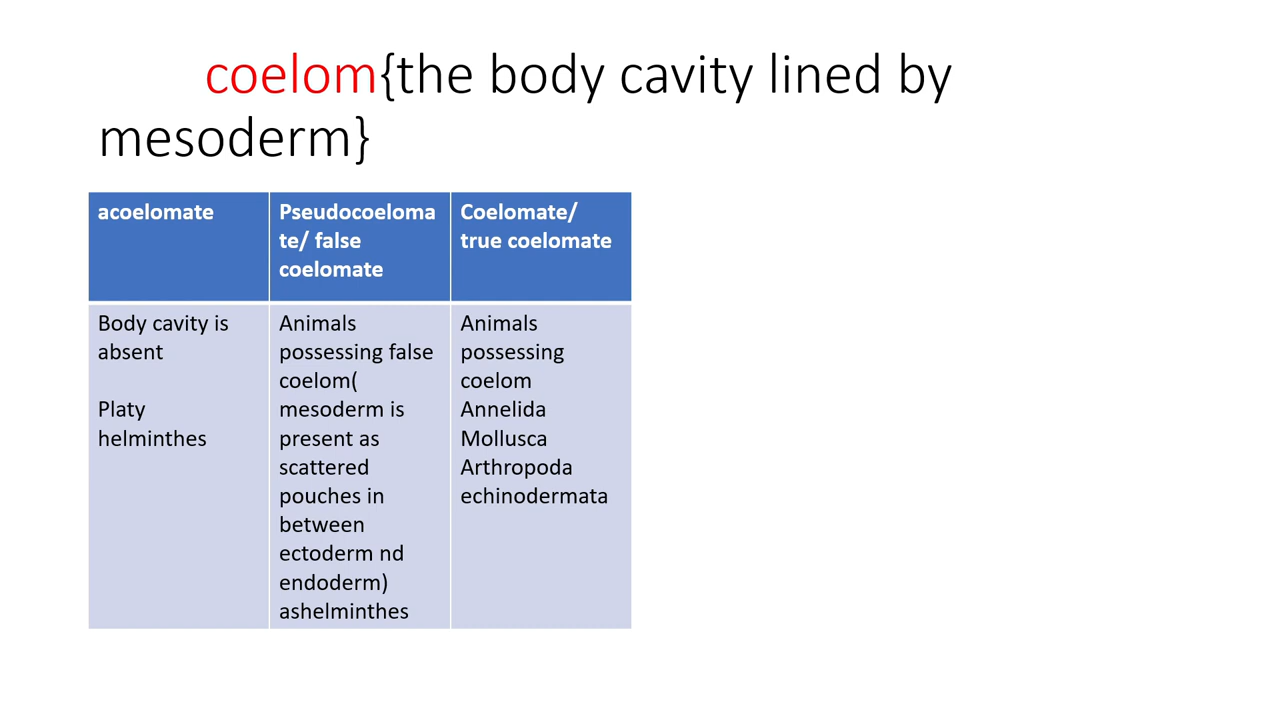 coelom{the body cavity lined by
mesoderm}
acoelomate
Pseudocoeloma
te/ false
coelomate
Coelomate/
true coelomate
Body cavity is
absent
Platy
helminthes
Animals
possessing false
coelom(
mesoderm is
present as
scattered
pouches in
between
ectoderm nd
endoderm)
ashelminthes
Animals
possessing
coelom
Annelida
Mollusca
Arthropoda
echinodermata